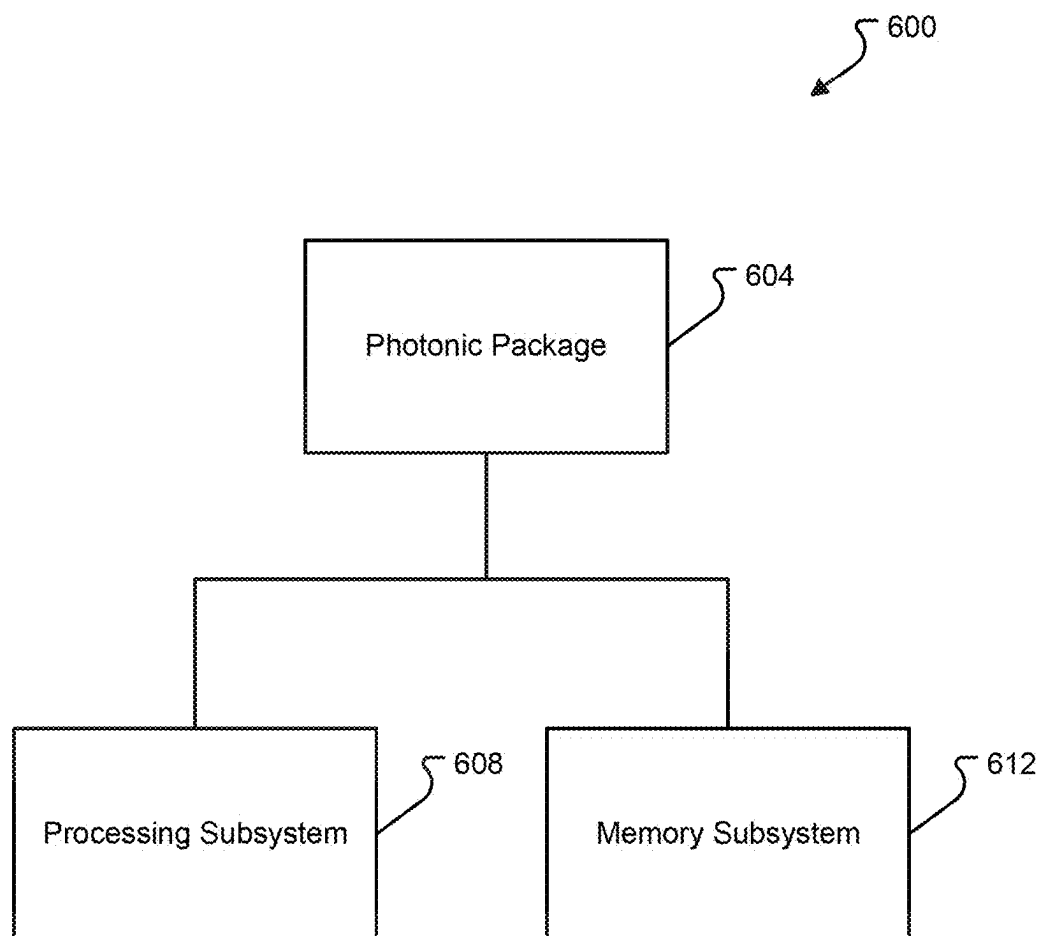 600
604
Photonic Package
608
612
Processing Subsystem
Memory Subsystem